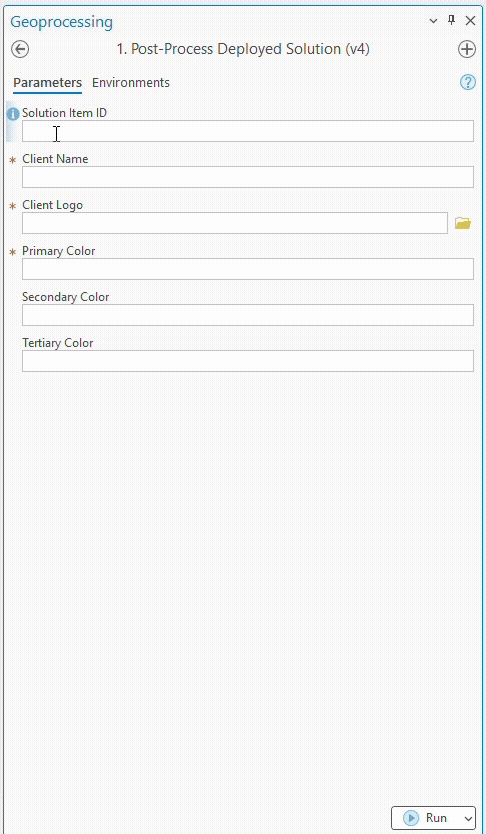 Geoprocessing
1. Post-Process Deployed Solution (v4)
Parameters Environments
Solution Item ID
* Client Name
* Client Logo
* Primary Color
Secondary Color
Tertiary Color
Run